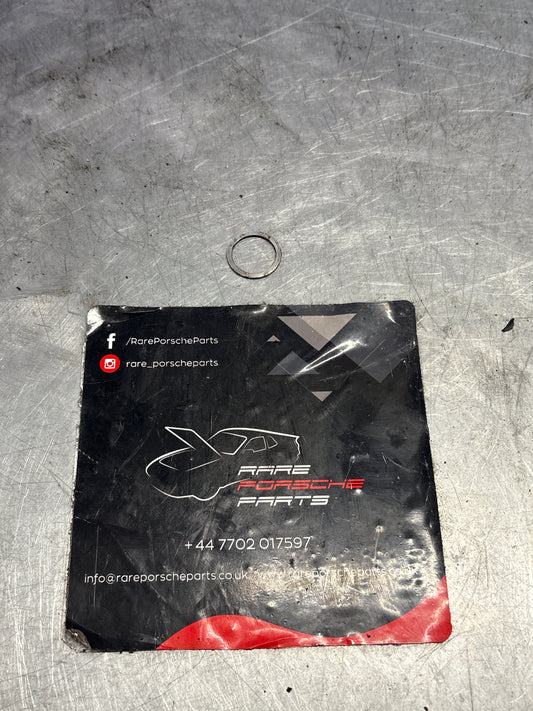 /RarePorscheParts
rare_porscheparts
RARE
PORSCHE
PARTS
+44 7702 017597
info@rareporscheparts.co.uk